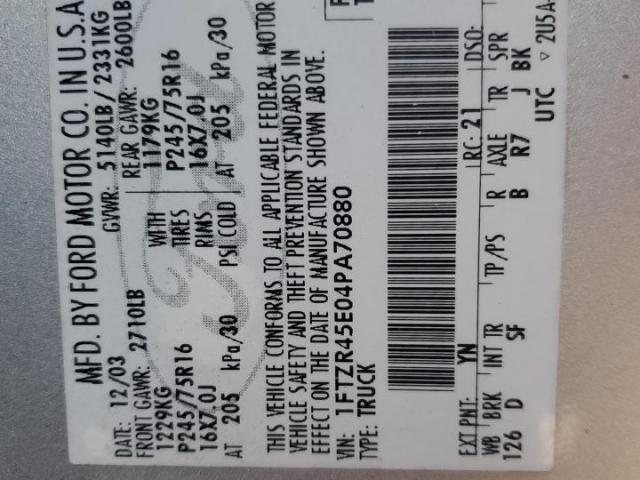 MFD. BY FORD MOTOR CO. IN U.S.A
DATE: 12/03 GVWR: 5140LB/ 2331KG
FRONT GAWR: 2710LB REAR GAWR: 2600LB
1229KG WITH 1179KG
P245/75R16 TIRES P245/75R16
16X7.0J RIMS 16X7.0J
AT 205 kPa/30 PSI COLD AT 205 kPa/30
THIS VEHICLE CONFORMS TO ALL APPLICABLE FEDERAL MOTOR
VEHICLE SAFETY AND THEFT PREVENTION STANDARDS IN
EFFECT ON THE DATE OF MANUFACTURE SHOWN ABOVE.
VIN: 1FTZR45E04PA70880
TYPE: TRUCK
EXT PNT: YN RC: 21 DSO:
WB BRK INT TR TP/PS R AXLE TR SPR
126 D SF B R7 J BK
UTC ▽ 2U5A-